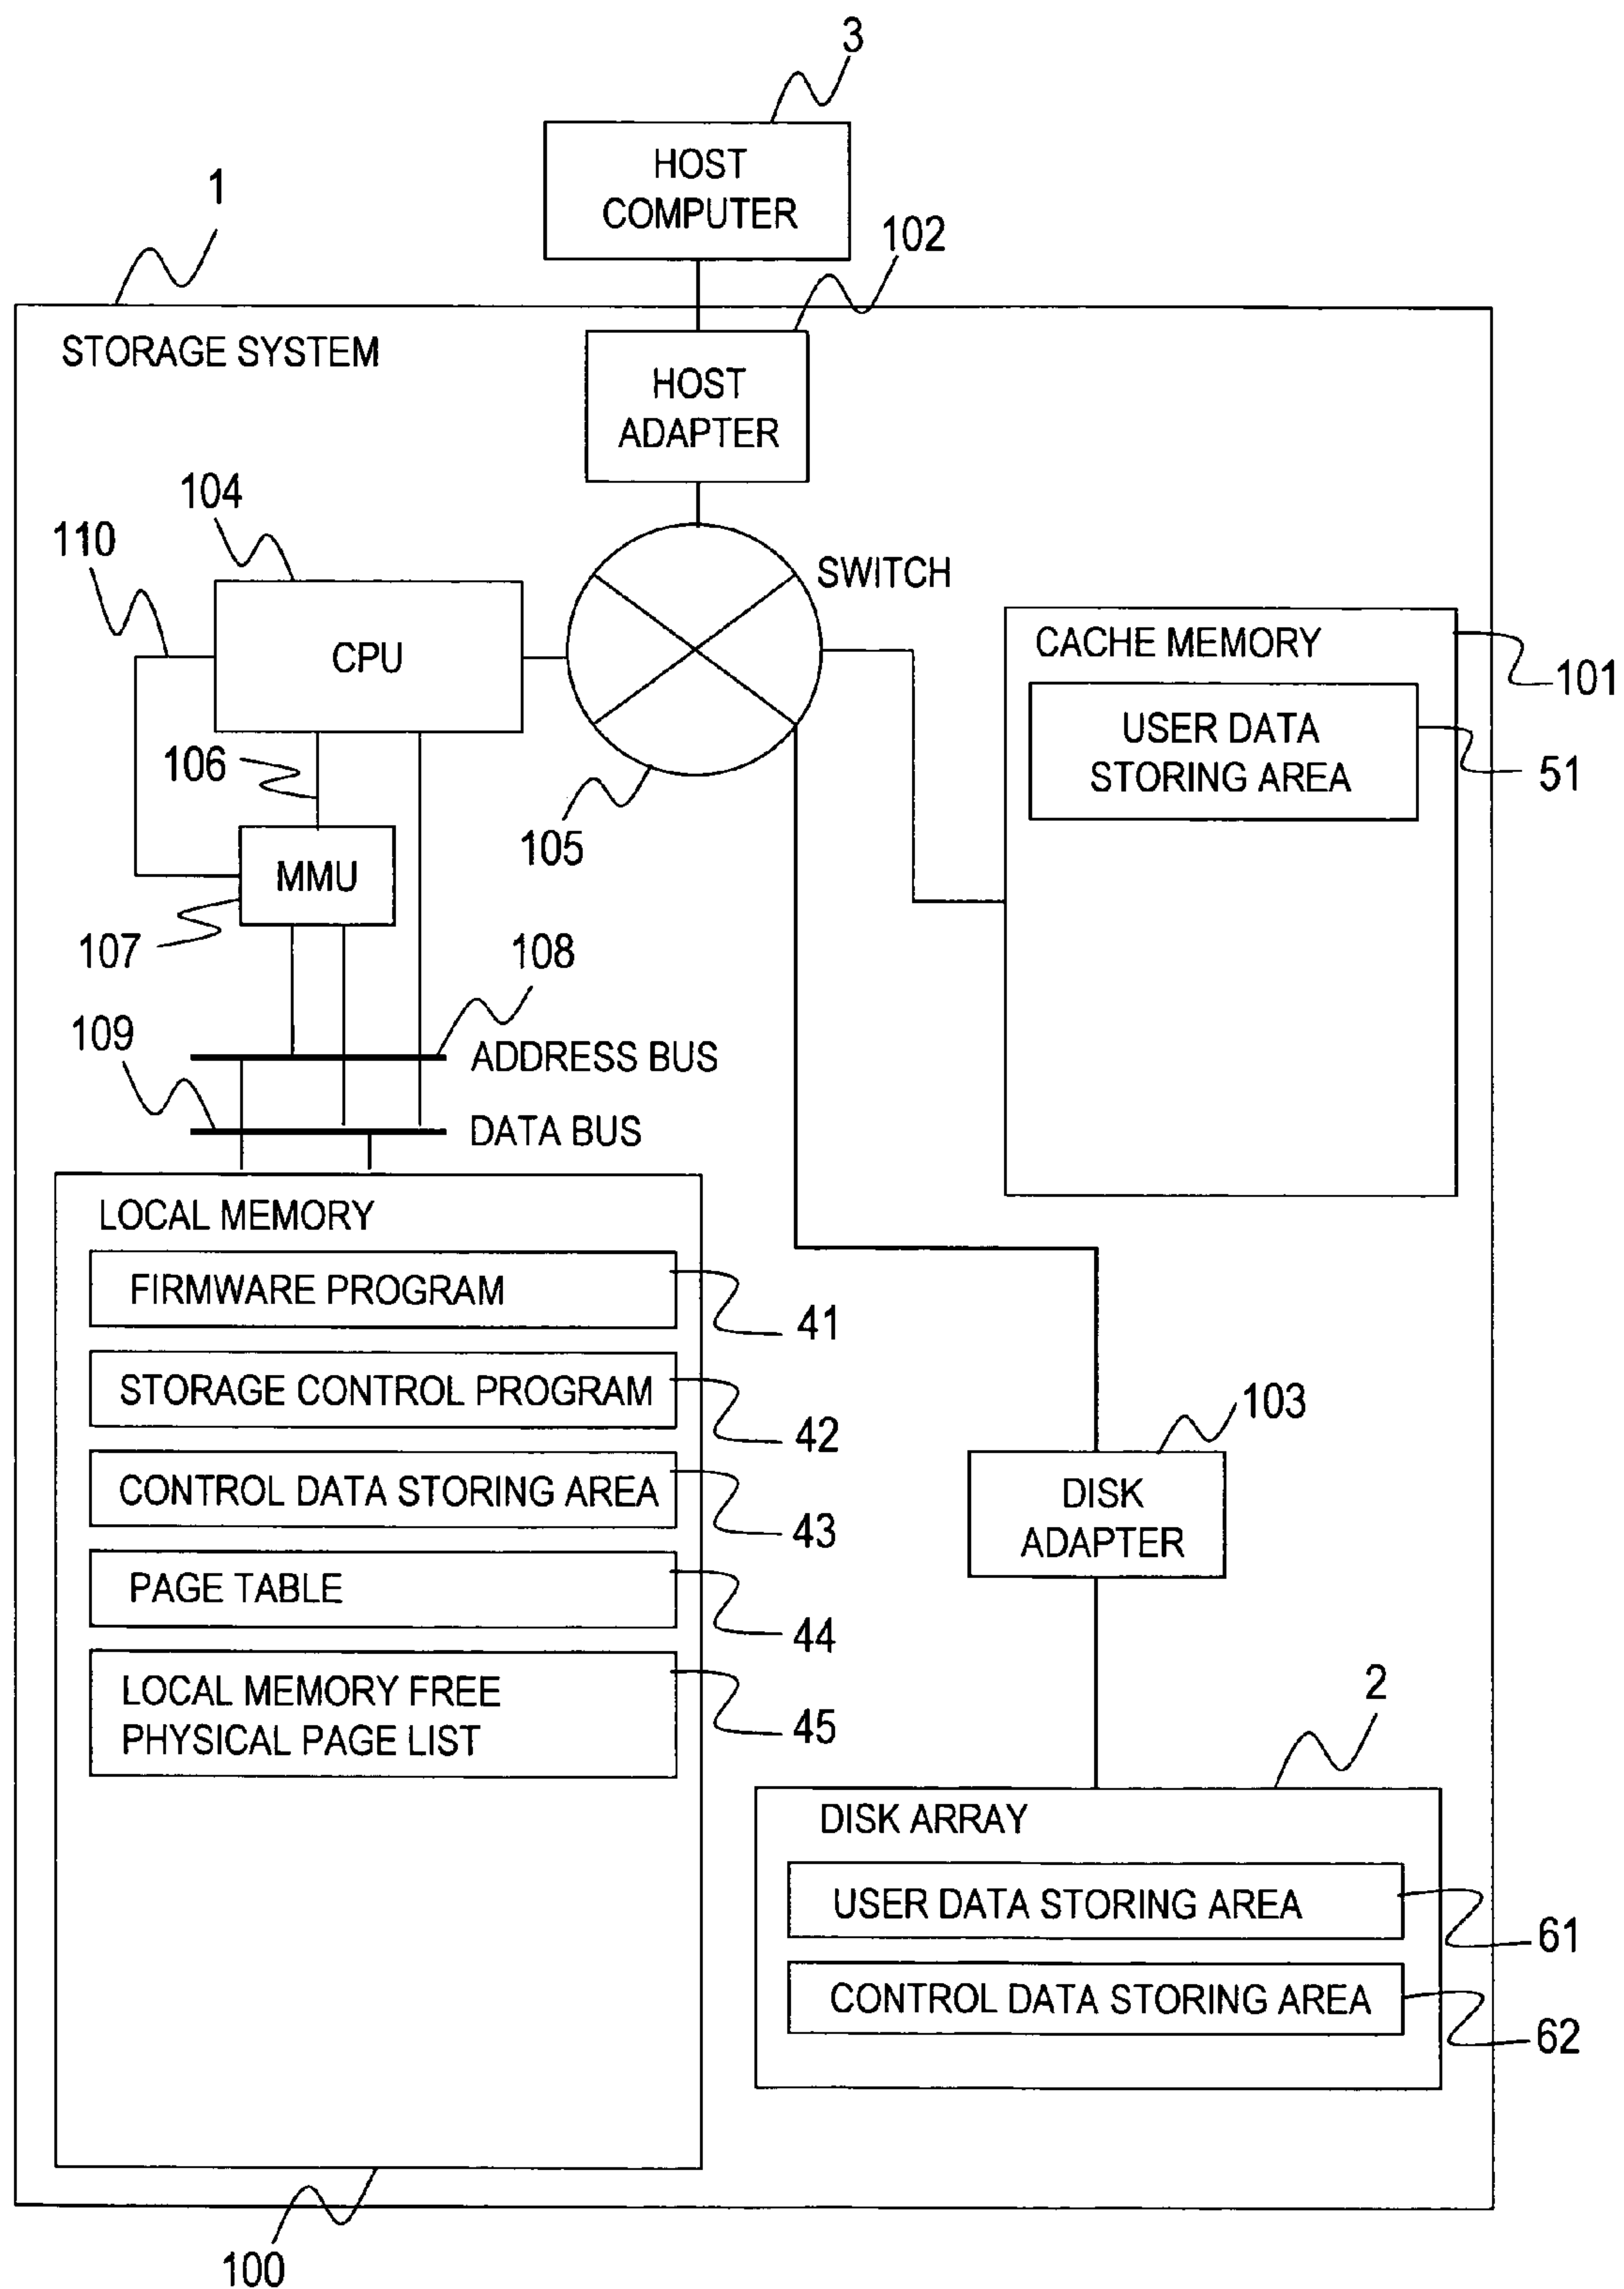 3
HOST
COMPUTER
1
102
STORAGE SYSTEM
HOST
ADAPTER
104
110
SWITCH
CPU
CACHE MEMORY
101
USER DATA
STORING AREA
51
106
105
MMU
107
108
109
ADDRESS BUS
DATA BUS
LOCAL MEMORY
FIRMWARE PROGRAM
41
STORAGE CONTROL PROGRAM
42
CONTROL DATA STORING AREA
43
PAGE TABLE
44
LOCAL MEMORY FREE
PHYSICAL PAGE LIST
45
103
DISK
ADAPTER
2
DISK ARRAY
USER DATA STORING AREA
61
CONTROL DATA STORING AREA
62
100